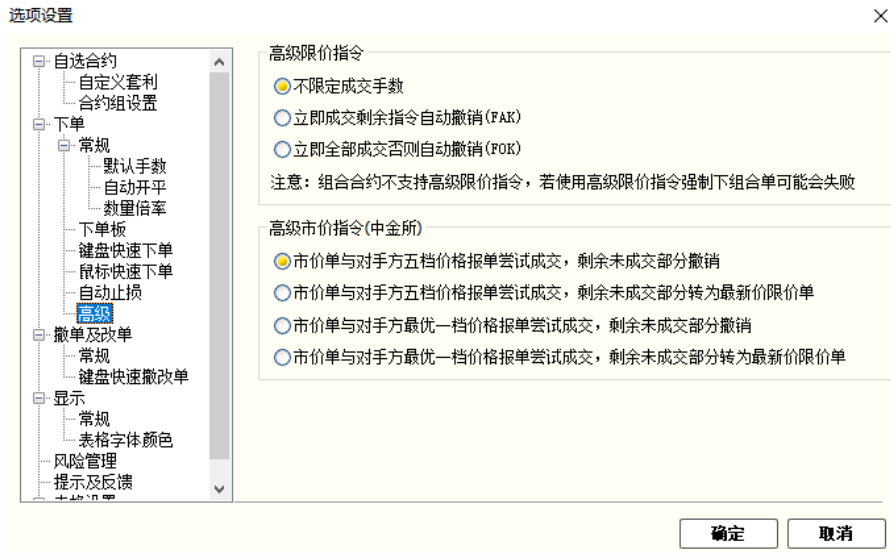 选项设置
自选合约
自定义套利
合约组设置
下单
常规
默认手数
自动开平
数量倍率
下单板
键盘快速下单
鼠标快速下单
自动止损
高级
撤单及改单
常规
键盘快速撤改单
显示
常规
表格字体颜色
风险管理
提示及反馈
高级限价指令
不限定成交手数
立即成交剩余指令自动撤销(FAK)
立即全部成交否则自动撤销(FOK)
注意：组合合约不支持高级限价指令，若使用高级限价指令强制下组合单可能会失败
高级市价指令(中金所)
市价单与对手方五档价格报单尝试成交，剩余未成交部分撤销
市价单与对手方五档价格报单尝试成交，剩余未成交部分转为最新价限价单
市价单与对手方最优一档价格报单尝试成交，剩余未成交部分撤销
市价单与对手方最优一档价格报单尝试成交，剩余未成交部分转为最新价限价单
确定
取消